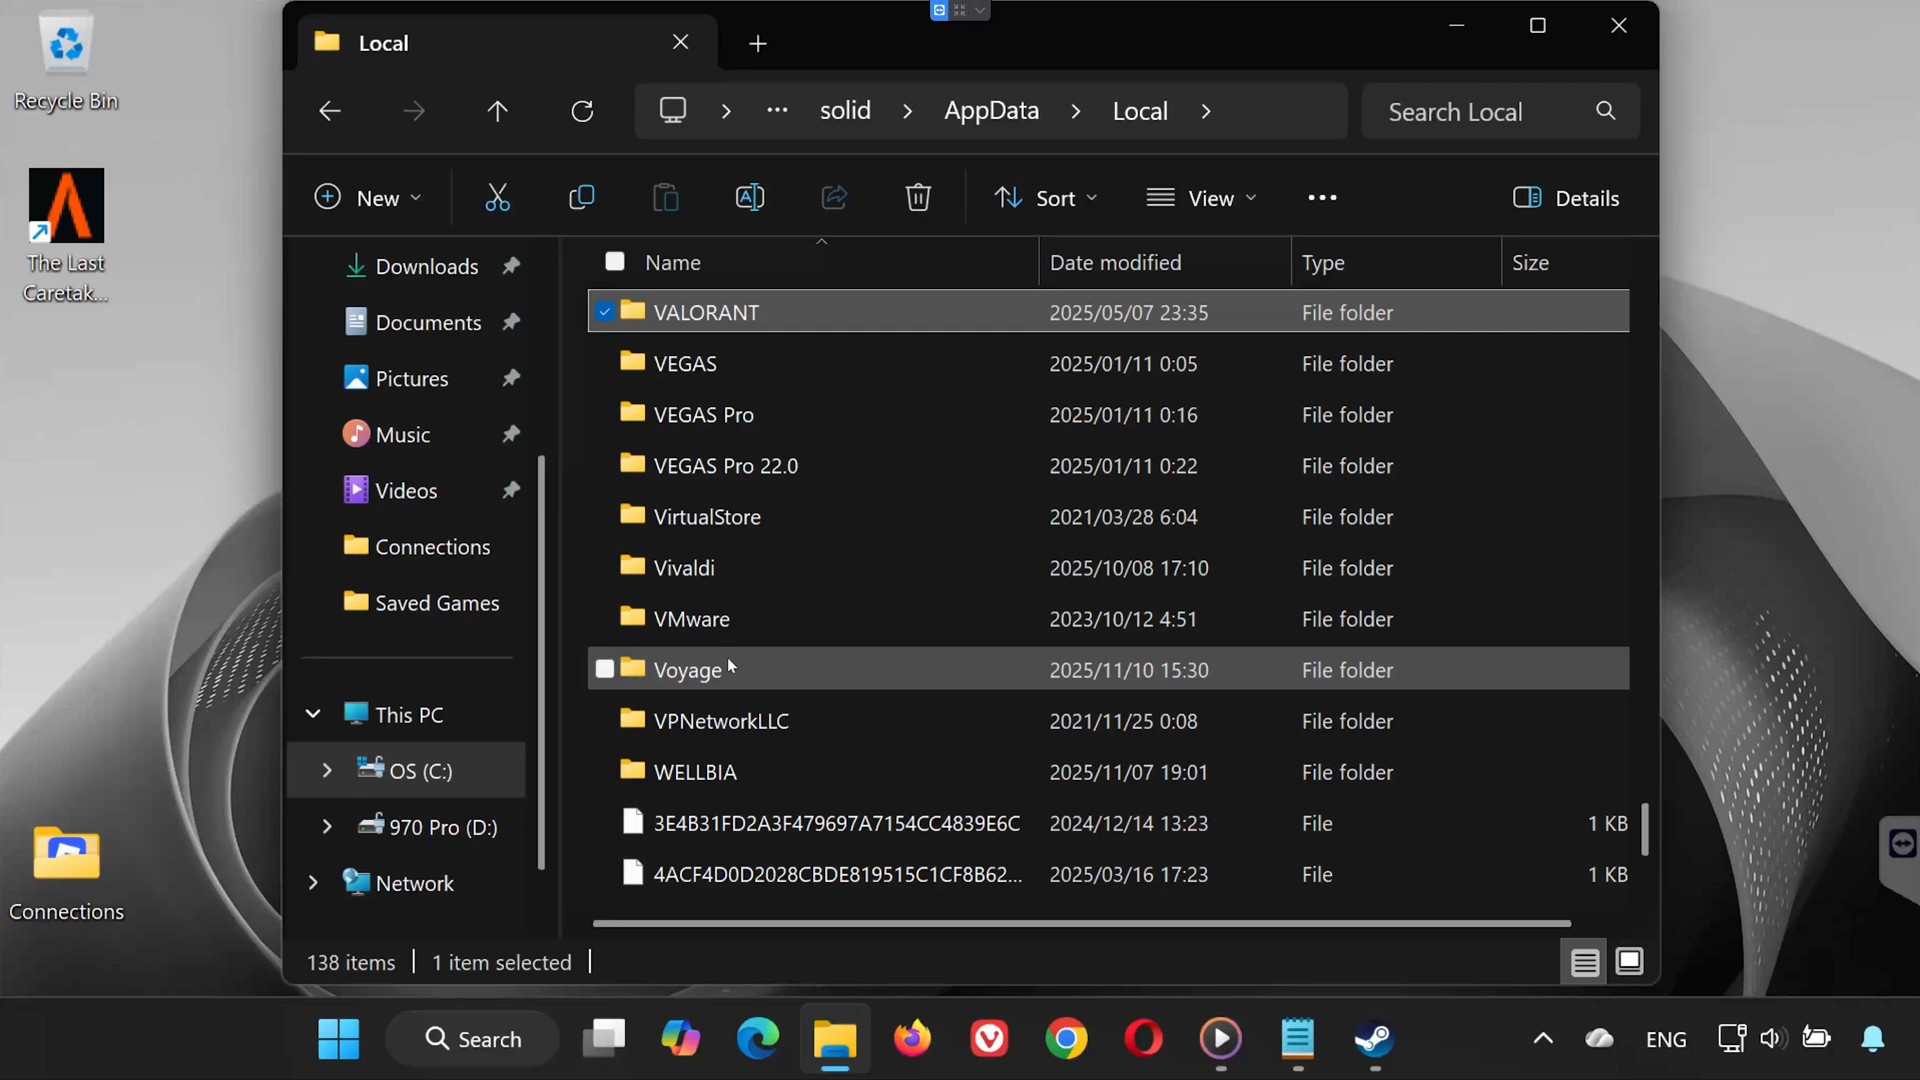 Recycle Bin
The Last
Caretak...
Connections
Local
solid
AppData
Local
Search Local
New
Sort
View
Details
Downloads
Documents
Pictures
Music
Videos
Connections
Saved Games
This PC
OS (C:)
970 Pro (D:)
Network
Name Date modified Type Size
VALORANT 2025/05/07 23:35 File folder
VEGAS 2025/01/11 0:05 File folder
VEGAS Pro 2025/01/11 0:16 File folder
VEGAS Pro 22.0 2025/01/11 0:22 File folder
VirtualStore 2021/03/28 6:04 File folder
Vivaldi 2025/10/08 17:10 File folder
VMware 2023/10/12 4:51 File folder
Voyage 2025/11/10 15:30 File folder
VPNetworkLLC 2021/11/25 0:08 File folder
WELLBIA 2025/11/07 19:01 File folder
3E4B31FD2A3F479697A7154CC4839E6C 2024/12/14 13:23 File 1 KB
4ACF4D0D2028CBDE819515C1CF8B62... 2025/03/16 17:23 File 1 KB
138 items 1 item selected
Search
ENG